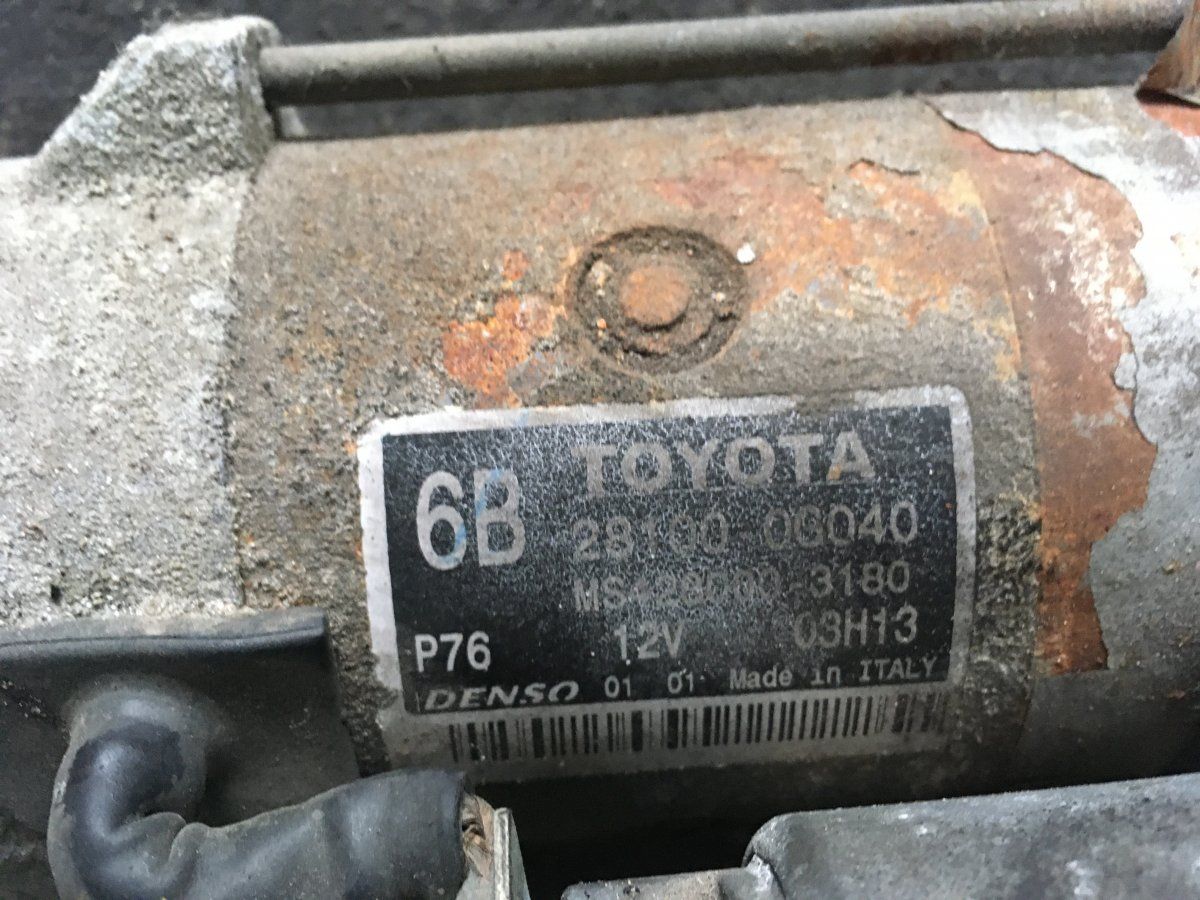 6B TOYOTA
28100-0G040
MS428000-3180
P76 12V 03H13
DENSO 01 01 Made in ITALY